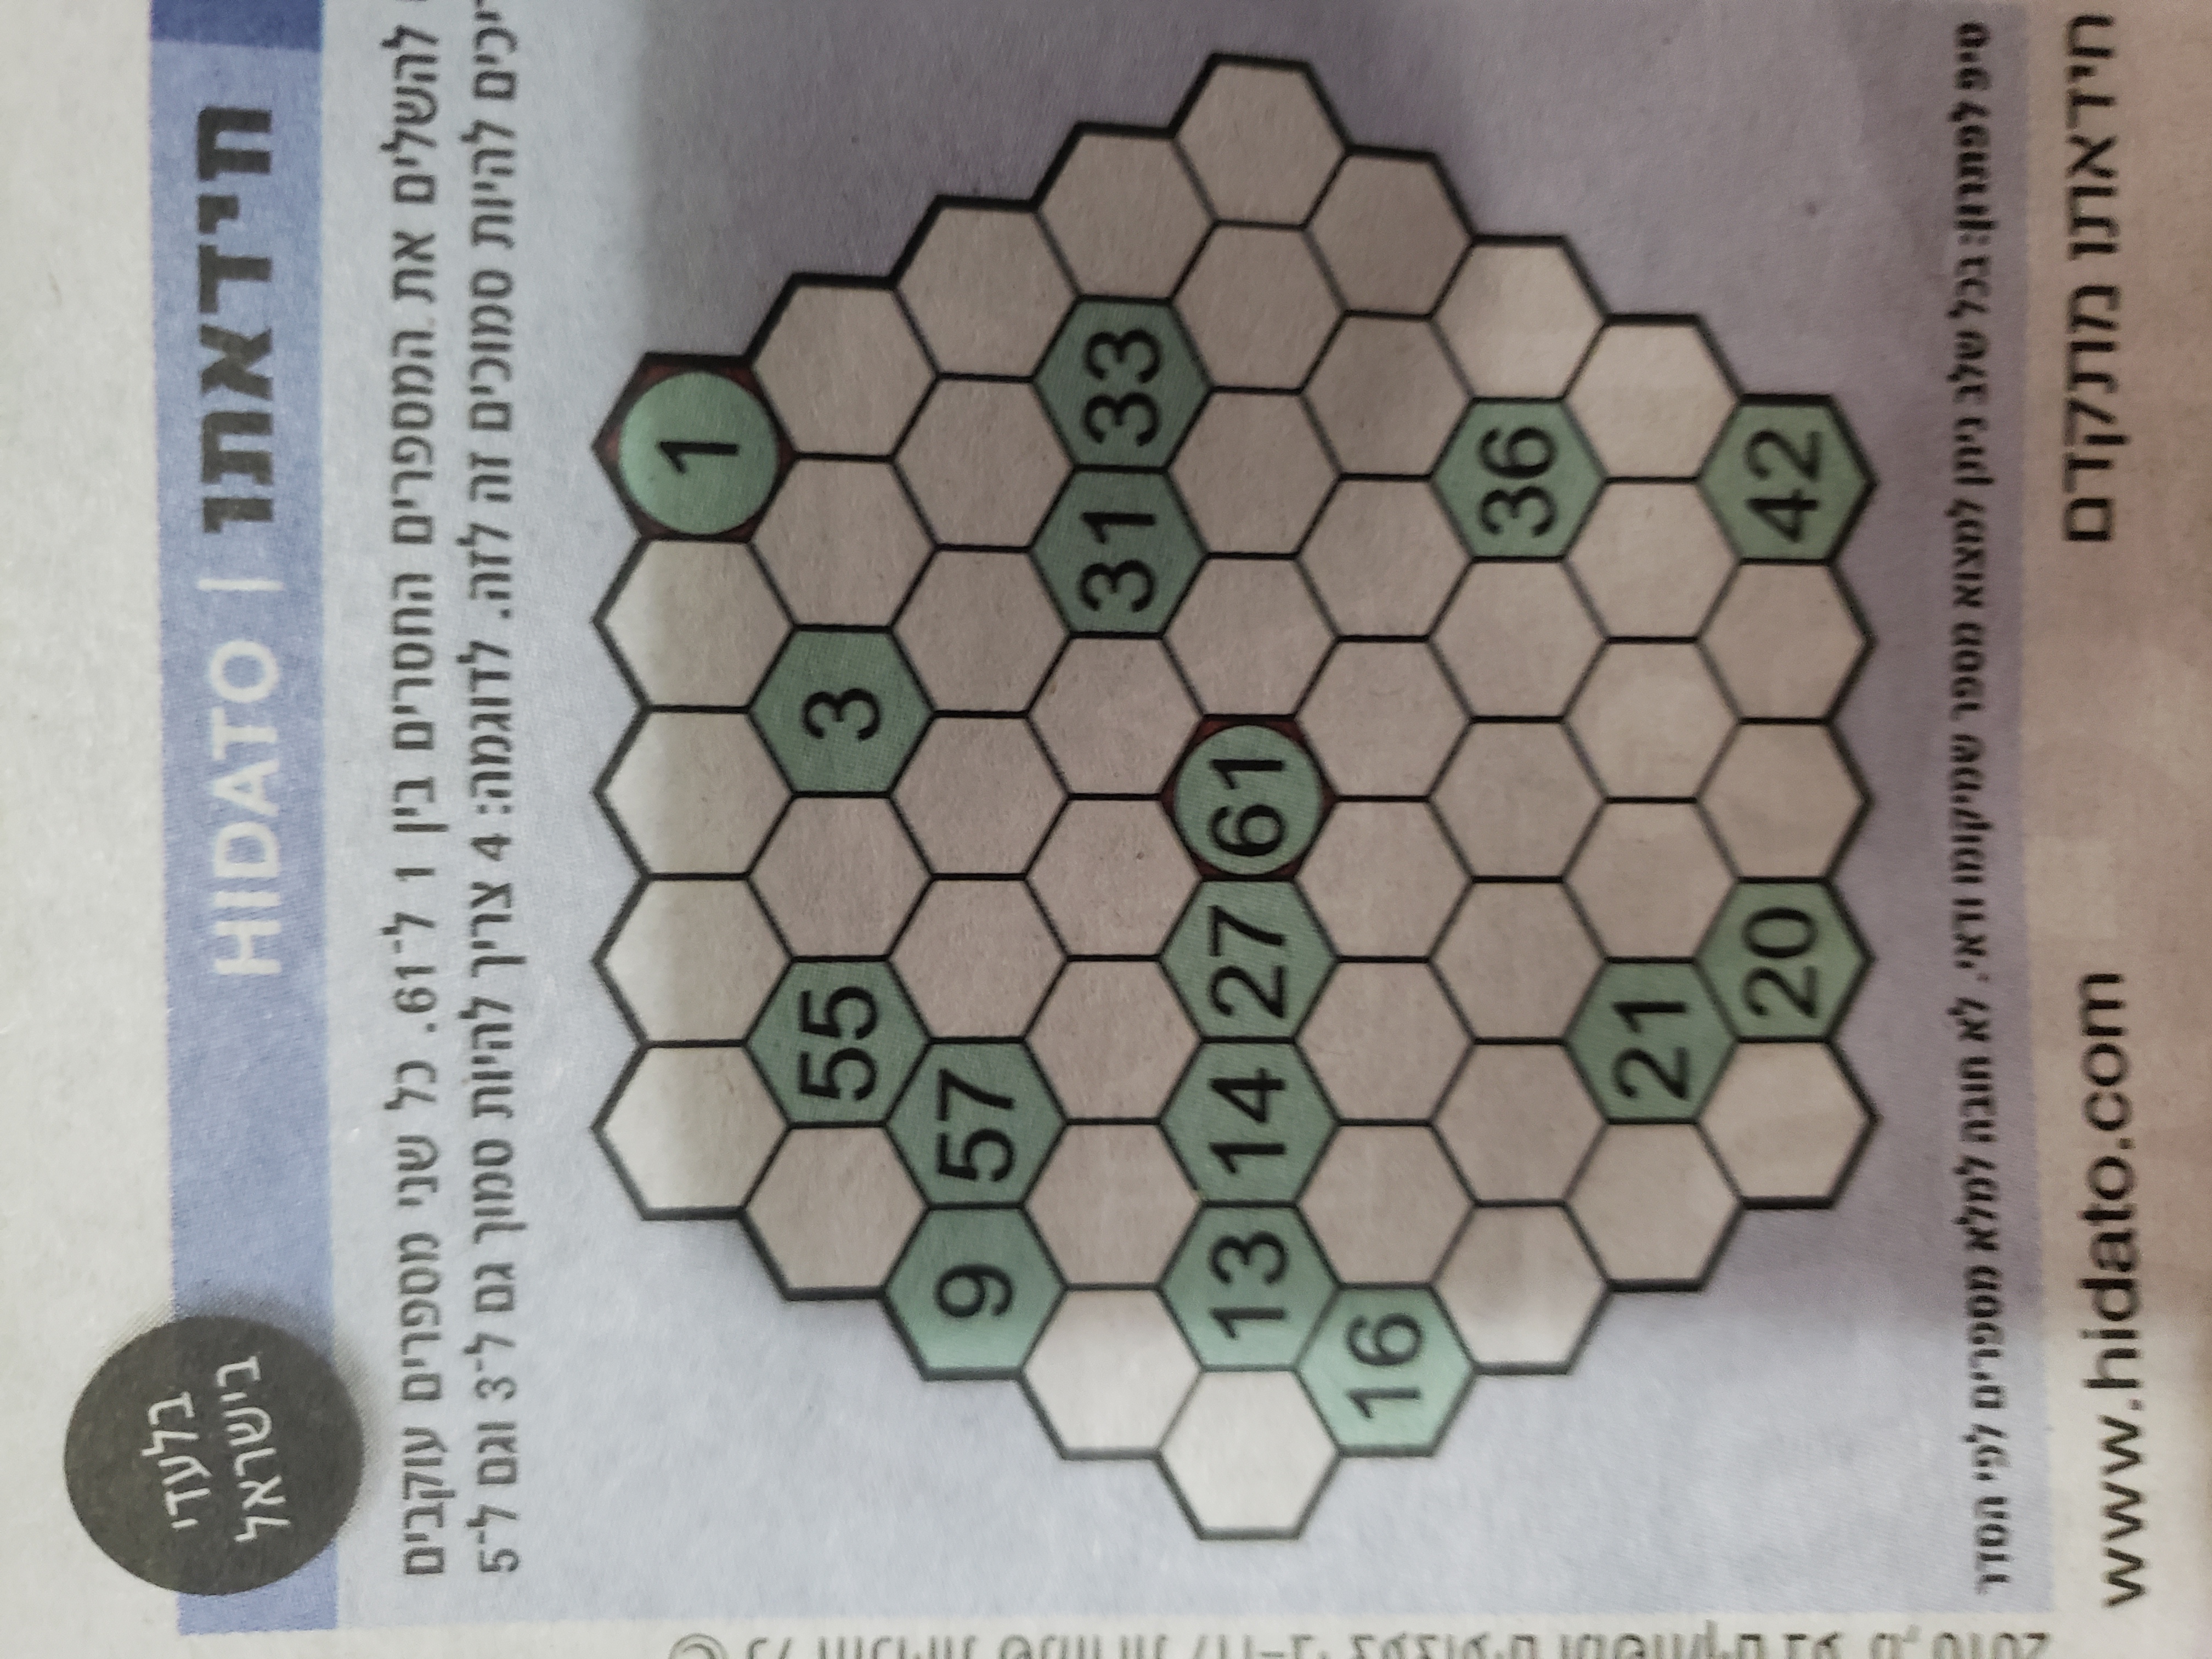 בלעדי
בישראל
חידאתו | HIDATO
להשלים את המספרים החסרים בין 1 ל־61. כל שני מספרים עוקבים
להיות סמוכים זה לזה. לדוגמה: 4 צריך להיות סמוך גם ל־3 וגם ל־5
1
55 3
9 57
31 33
13 14 27 61
16
36
21
20 42
טיפ לפתרון: בכל שלב ניתן למצוא מספר שמיקומו ודאי. לא חובה למלא מספרים לפי הסדר
www.hidato.com
חידאתו מתקדם